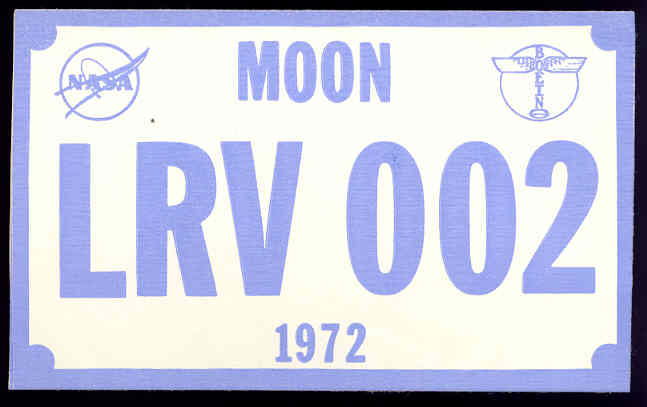 NASA
MOON
BOEING
LRV 002
1972